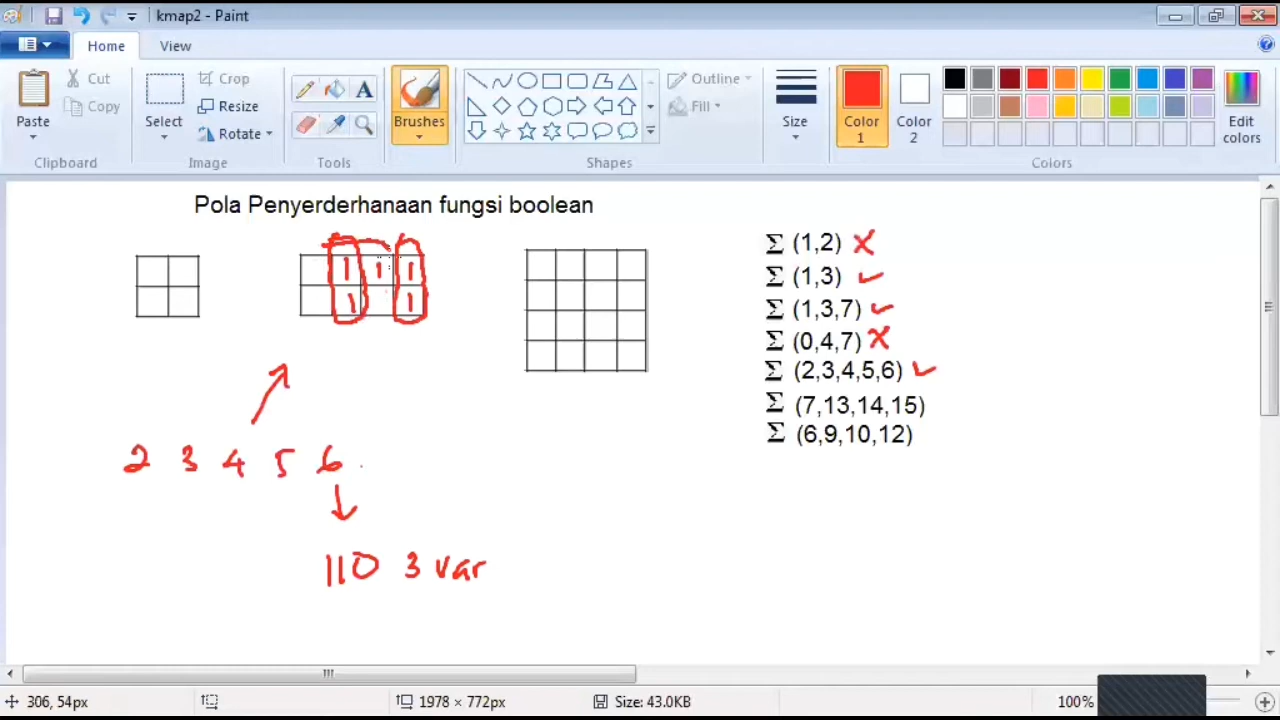 kmap2 - Paint
Home View
Cut
Copy
Paste
Clipboard
Select
Crop
Resize
Rotate
Image
Tools
Brushes
Shapes
Outline
Fill
Size
Color 1
Color 2
Colors
Edit colors
Pola Penyerderhanaan fungsi boolean
1 1 1
1 1
Σ (1,2) ✗
Σ (1,3) ✓
Σ (1,3,7) ✓
Σ (0,4,7) ✗
Σ (2,3,4,5,6) ✓
Σ (7,13,14,15)
Σ (6,9,10,12)
2 3 4 5 6
110 3 var
306, 54px
1978 × 772px
Size: 43.0KB
100%